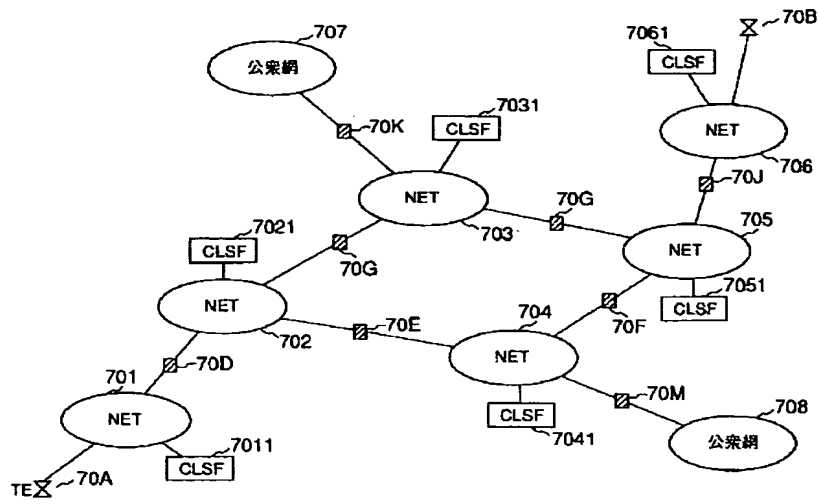 707
公衆網
70K
7031
CLSF
7061
CLSF
70B
NET
706
70J
NET
703
70G
705
NET
7051
CLSF
7021
CLSF
70G
NET
702
70E
704
NET
70F
70D
701
NET
7011
CLSF
CLSF
7041
70M
708
公衆網
TE
70A